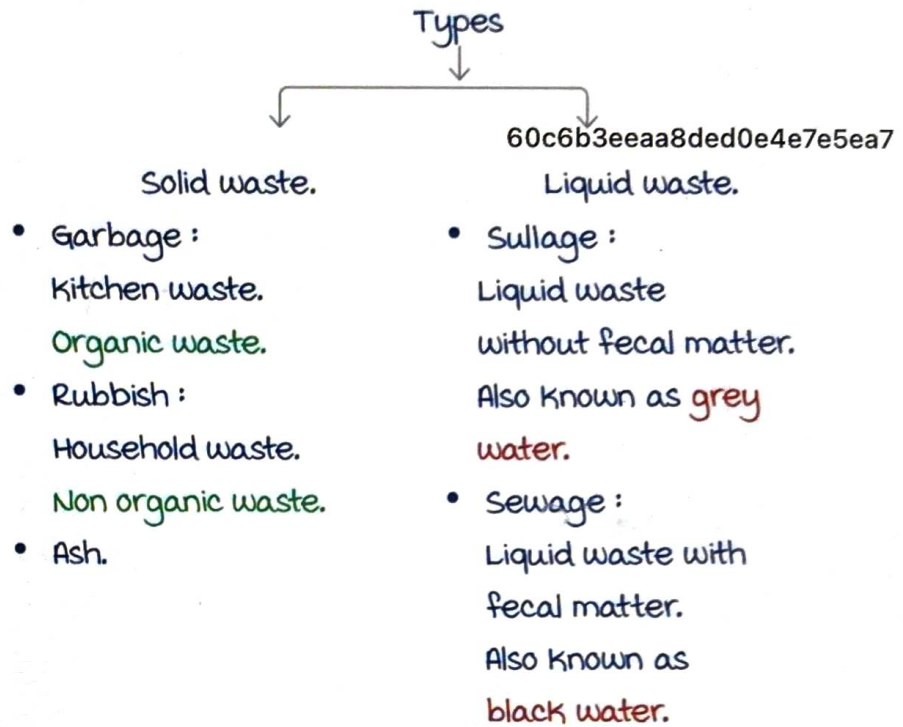 Types
60c6b3eeaa8ded0e4e7e5ea7
Solid waste.
• Garbage :
Kitchen waste.
Organic waste.
• Rubbish :
Household waste.
Non organic waste.
• Ash.
Liquid waste.
• Sullage :
Liquid waste
without fecal matter.
Also known as grey
water.
• Sewage :
Liquid waste with
fecal matter.
Also known as
black water.